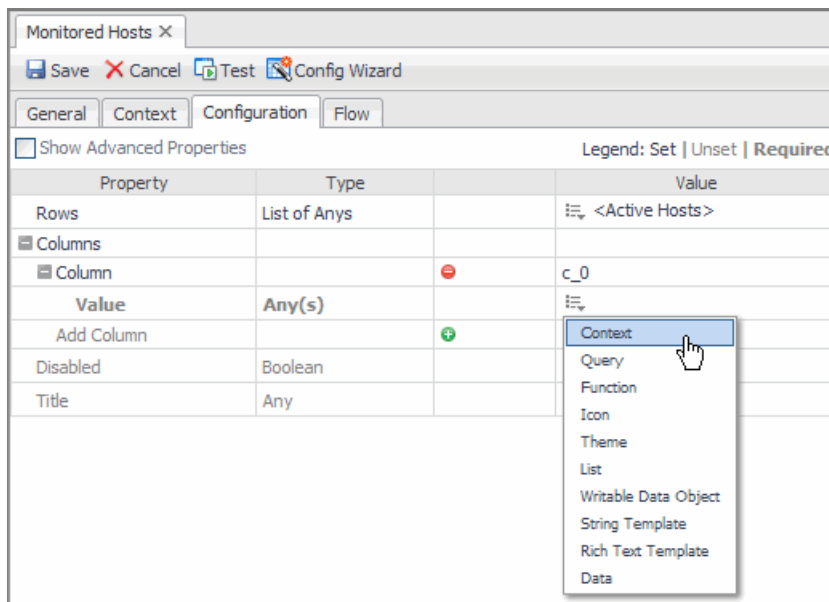 Monitored Hosts
Save Cancel Test Config Wizard
General Context Configuration Flow
Show Advanced Properties Legend: Set | Unset | Required
Property Type Value
Rows List of Anys <Active Hosts>
Columns
Column c_0
Value Any(s)
Add Column
Disabled Boolean
Title Any
Context
Query
Function
Icon
Theme
List
Writable Data Object
String Template
Rich Text Template
Data